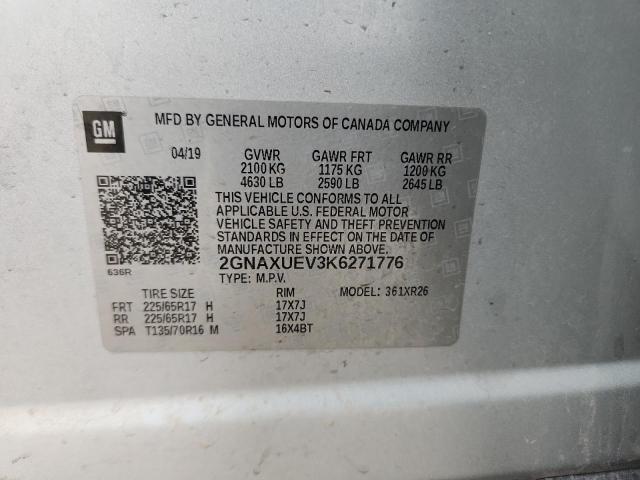 GM
MFD BY GENERAL MOTORS OF CANADA COMPANY
04/19 GVWR GAWR FRT GAWR RR
2100 KG 1175 KG 1200 KG
4630 LB 2590 LB 2645 LB
THIS VEHICLE CONFORMS TO ALL
APPLICABLE U.S. FEDERAL MOTOR
VEHICLE SAFETY AND THEFT PREVENTION
STANDARDS IN EFFECT ON THE DATE OF
MANUFACTURE SHOWN ABOVE.
636R
2GNAXUEV3K6271776
TYPE: M.P.V.
TIRE SIZE RIM MODEL: 361XR26
FRT 225/65R17 H 17X7J
RR 225/65R17 H 17X7J
SPA T135/70R16 M 16X4BT